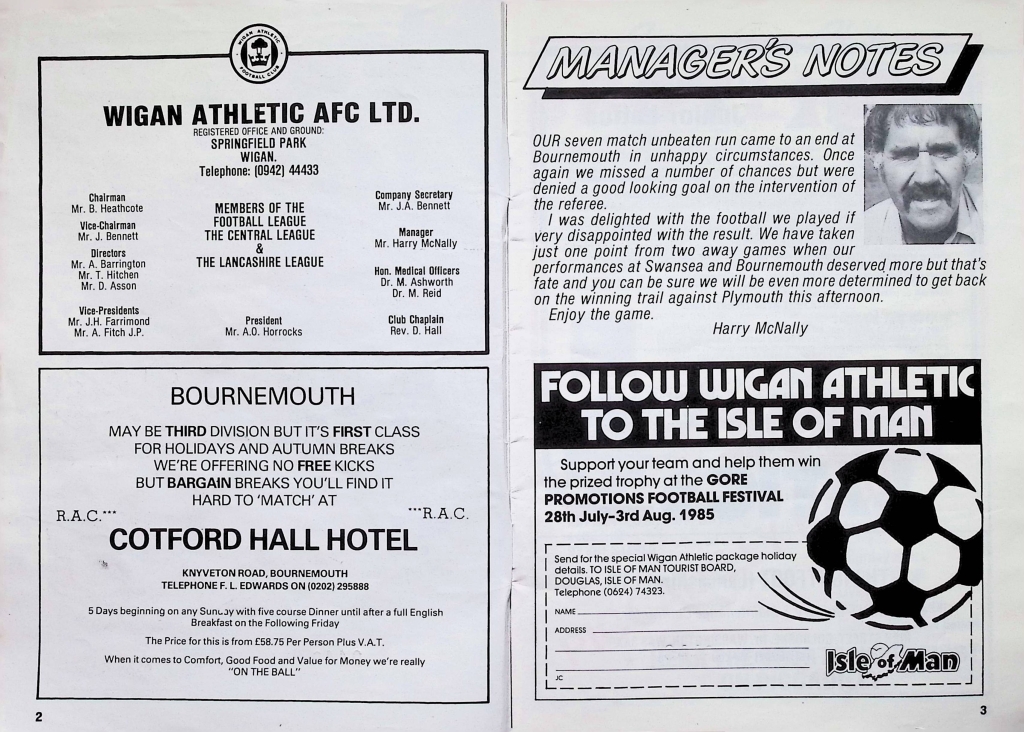 WIGAN ATHLETIC
FOOTBALL CLUB
WIGAN ATHLETIC AFC LTD.
REGISTERED OFFICE AND GROUND:
SPRINGFIELD PARK
WIGAN.
Telephone: (0942) 44433
Chairman
Mr. B. Heathcote
Vice-Chairman
Mr. J. Bennett
Directors
Mr. A. Barrington
Mr. T. Hitchen
Mr. D. Asson
Vice-Presidents
Mr. J.H. Farrimond
Mr. A. Fitch J.P.
MEMBERS OF THE
FOOTBALL LEAGUE
THE CENTRAL LEAGUE
&
THE LANCASHIRE LEAGUE
President
Mr. A.O. Horrocks
Company Secretary
Mr. J.A. Bennett
Manager
Mr. Harry McNally
Hon. Medical Officers
Dr. M. Ashworth
Dr. M. Reid
Club Chaplain
Rev. D. Hall
BOURNEMOUTH
MAY BE THIRD DIVISION BUT IT'S FIRST CLASS
FOR HOLIDAYS AND AUTUMN BREAKS
WE'RE OFFERING NO FREE KICKS
BUT BARGAIN BREAKS YOU'LL FIND IT
HARD TO 'MATCH' AT
R.A.C.*** ***R.A.C.
COTFORD HALL HOTEL
KNYVETON ROAD, BOURNEMOUTH
TELEPHONE F. L. EDWARDS ON (0202) 295888
5 Days beginning on any Sunday with five course Dinner until after a full English
Breakfast on the Following Friday
The Price for this is from £58.75 Per Person Plus V.A.T.
When it comes to Comfort, Good Food and Value for Money we're really
"ON THE BALL"
2
MANAGER'S NOTES
OUR seven match unbeaten run came to an end at
Bournemouth in unhappy circumstances. Once
again we missed a number of chances but were
denied a good looking goal on the intervention of
the referee.
I was delighted with the football we played if
very disappointed with the result. We have taken
just one point from two away games when our
performances at Swansea and Bournemouth deserved more but that's
fate and you can be sure we will be even more determined to get back
on the winning trail against Plymouth this afternoon.
Enjoy the game.
Harry McNally
FOLLOW WIGAN ATHLETIC
TO THE ISLE OF MAN
Support your team and help them win
the prized trophy at the GORE
PROMOTIONS FOOTBALL FESTIVAL
28th July-3rd Aug. 1985
Send for the special Wigan Athletic package holiday
details. TO ISLE OF MAN TOURIST BOARD,
DOUGLAS, ISLE OF MAN.
Telephone (0624) 74323.
NAME
ADDRESS
JC
Isle of Man
3